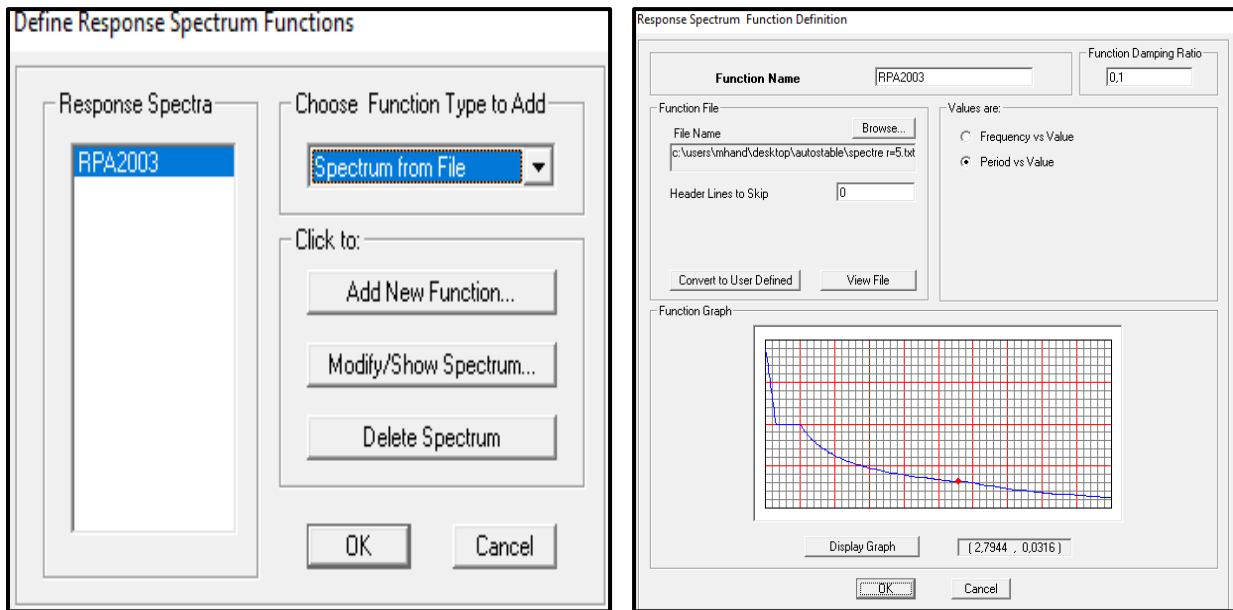 Define Response Spectrum Functions
Response Spectra
RPA2003
Choose Function Type to Add
Spectrum from File
Click to:
Add New Function...
Modify/Show Spectrum...
Delete Spectrum
OK
Cancel
Response Spectrum Function Definition
Function Name
RPA2003
Function Damping Ratio
0,1
Function File
File Name
Browse...
c:\users\mhand\desktop\autostable\spectre r=5.txt
Header Lines to Skip
0
Convert to User Defined
View File
Values are:
Frequency vs Value
Period vs Value
Function Graph
Display Graph
( 2,7944 , 0,0316 )
OK
Cancel